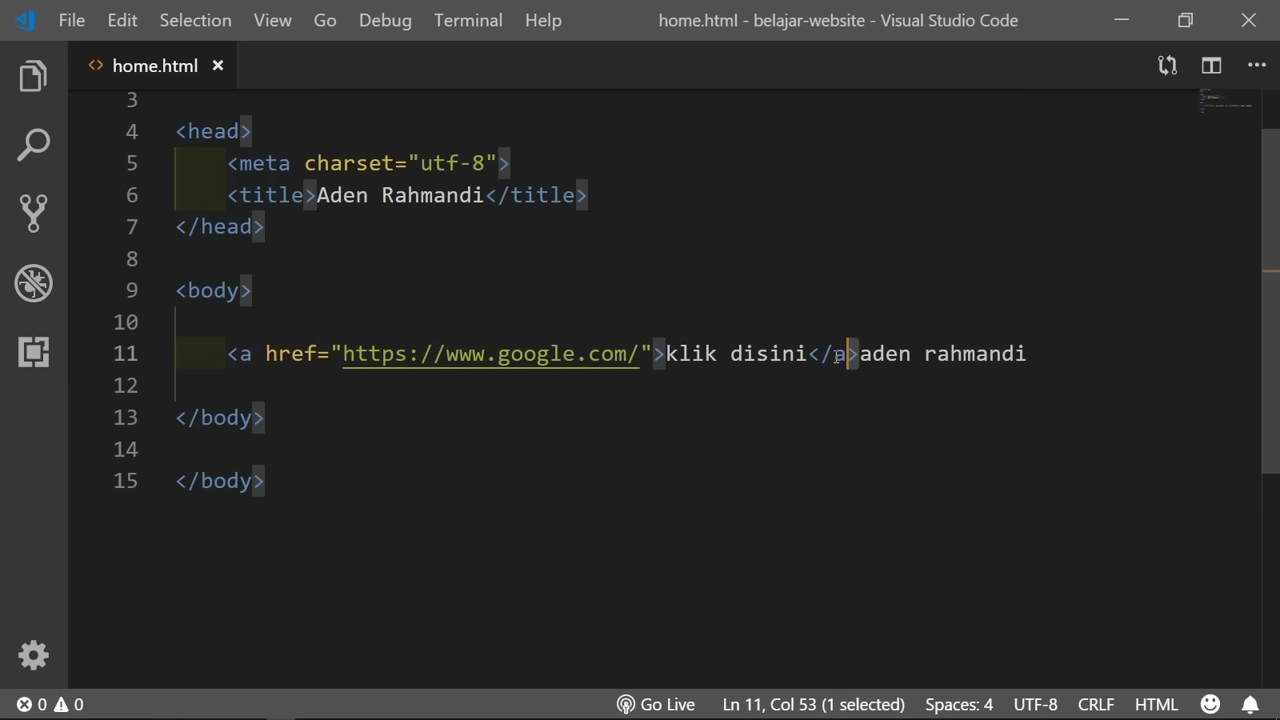 File Edit Selection View Go Debug Terminal Help home.html - belajar-website - Visual Studio Code
<> home.html ×
3
4 <head>
5 <meta charset="utf-8">
6 <title>Aden Rahmandi</title>
7 </head>
8
9 <body>
10
11 <a href="https://www.google.com/">klik disini</a>aden rahmandi
12
13 </body>
14
15 </body>
0 0 Go Live Ln 11, Col 53 (1 selected) Spaces: 4 UTF-8 CRLF HTML